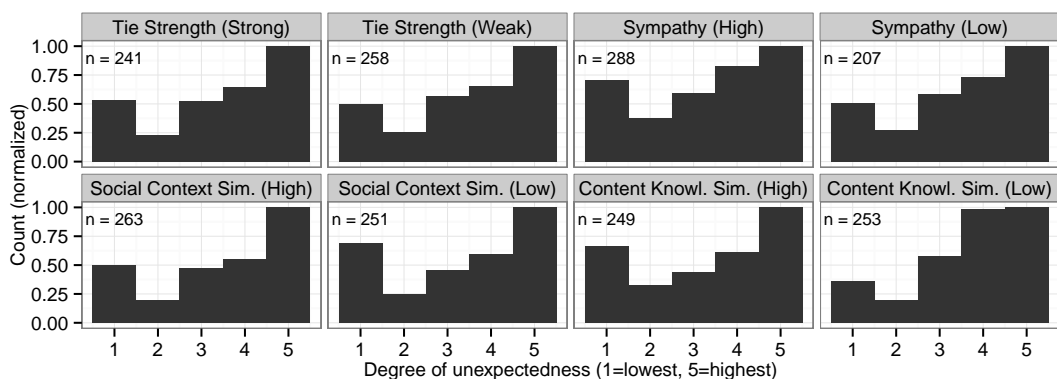 Tie Strength (Strong) Tie Strength (Weak) Sympathy (High) Sympathy (Low)
1.00
n = 241 n = 258 n = 288 n = 207
0.75
0.50
0.25
0.00
Social Context Sim. (High) Social Context Sim. (Low) Content Knowl. Sim. (High) Content Knowl. Sim. (Low)
1.00
n = 263 n = 251 n = 249 n = 253
0.75
0.50
0.25
0.00
Count (normalized)
1 2 3 4 5 1 2 3 4 5 1 2 3 4 5 1 2 3 4 5
Degree of unexpectedness (1=lowest, 5=highest)